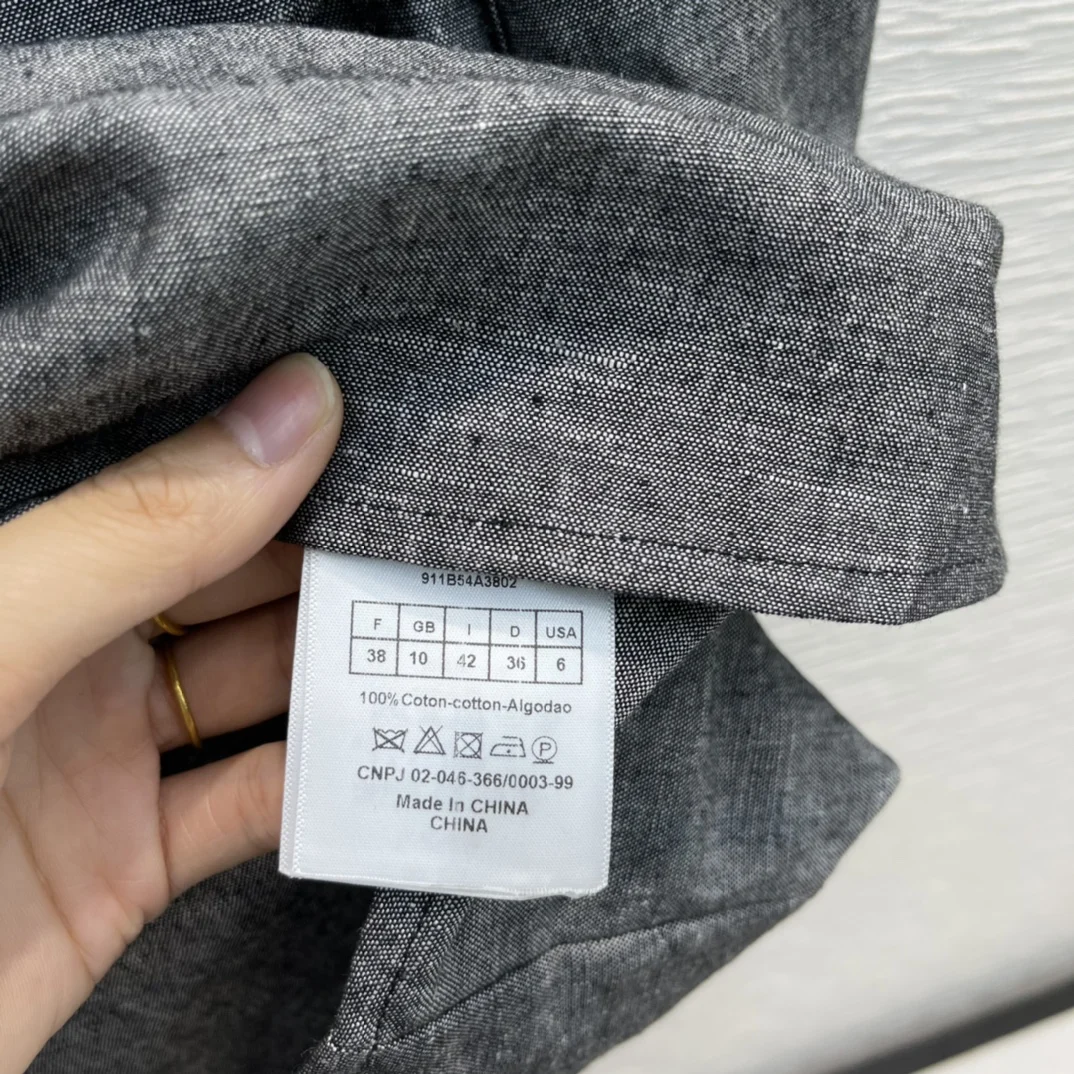 911B54A3802
F GB I D USA
38 10 42 36 6
100% Coton-cotton-Algodao
P
CNPJ 02-046-366/0003-99
Made In CHINA
CHINA